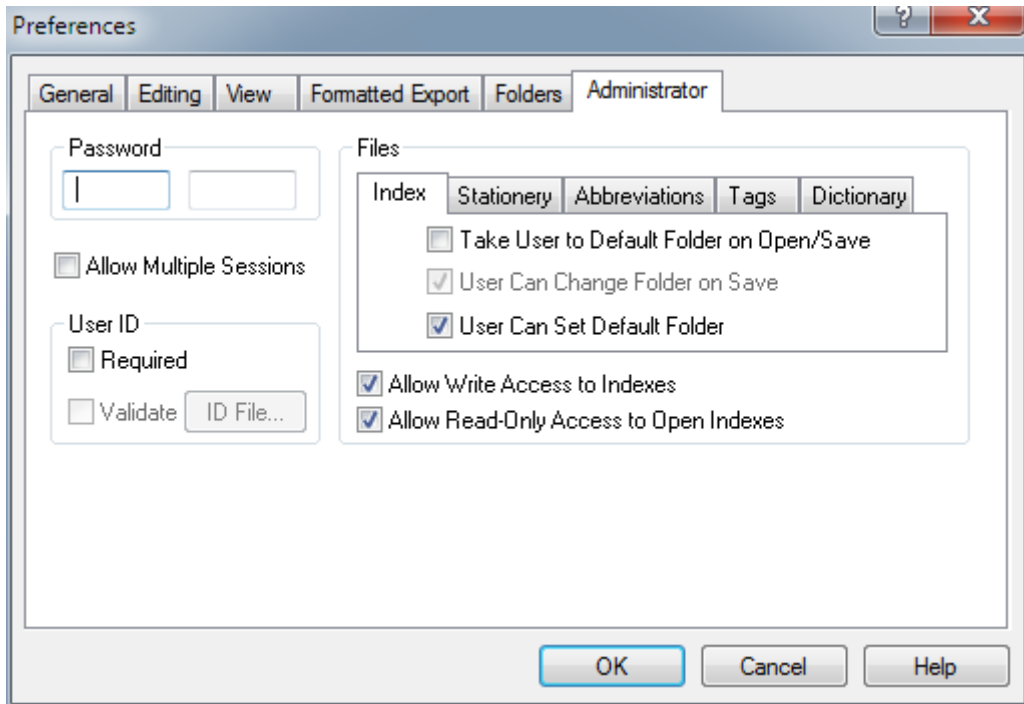 Preferences
?
X
General Editing View Formatted Export Folders Administrator
Password
Allow Multiple Sessions
User ID
Required
Validate ID File...
Files
Index Stationery Abbreviations Tags Dictionary
Take User to Default Folder on Open/Save
User Can Change Folder on Save
User Can Set Default Folder
Allow Write Access to Indexes
Allow Read-Only Access to Open Indexes
OK Cancel Help